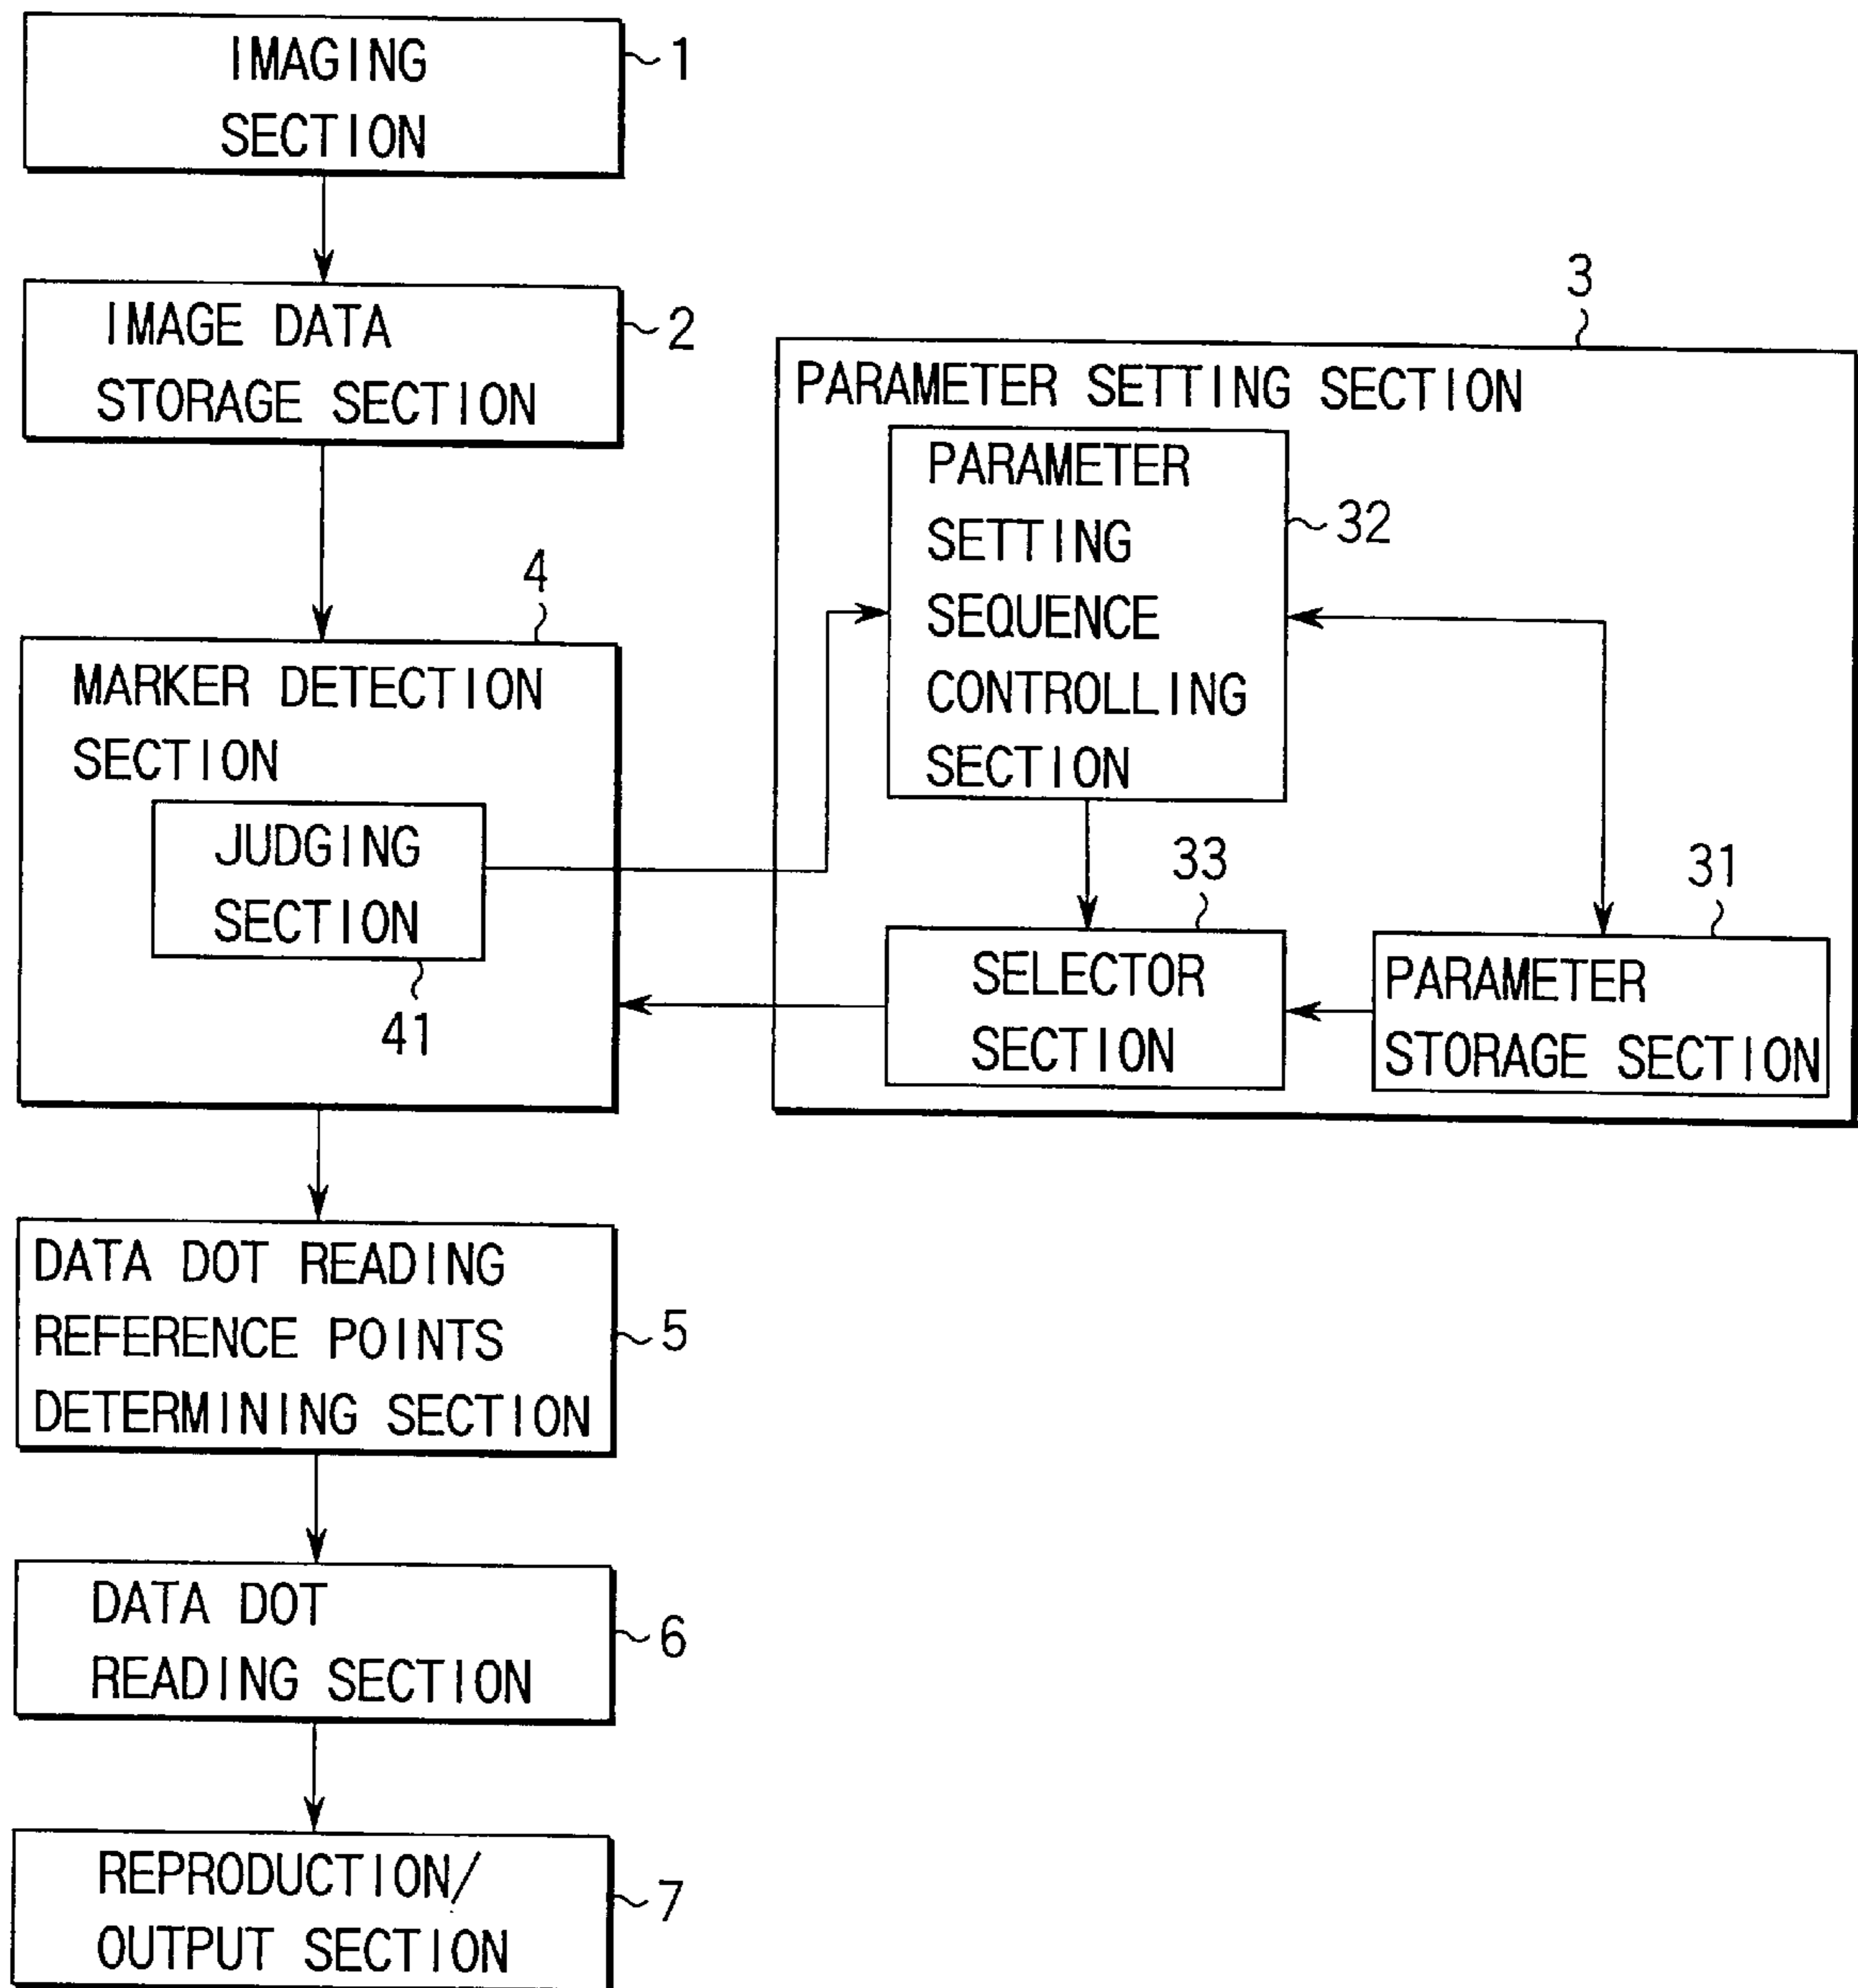 IMAGING
SECTION
1
IMAGE DATA
STORAGE SECTION
2
3
PARAMETER SETTING SECTION
PARAMETER
SETTING
SEQUENCE
CONTROLLING
SECTION
32
4
MARKER DETECTION
SECTION
JUDGING
SECTION
41
33
SELECTOR
SECTION
31
PARAMETER
STORAGE SECTION
DATA DOT READING
REFERENCE POINTS
DETERMINING SECTION
5
DATA DOT
READING SECTION
6
REPRODUCTION/
OUTPUT SECTION
7